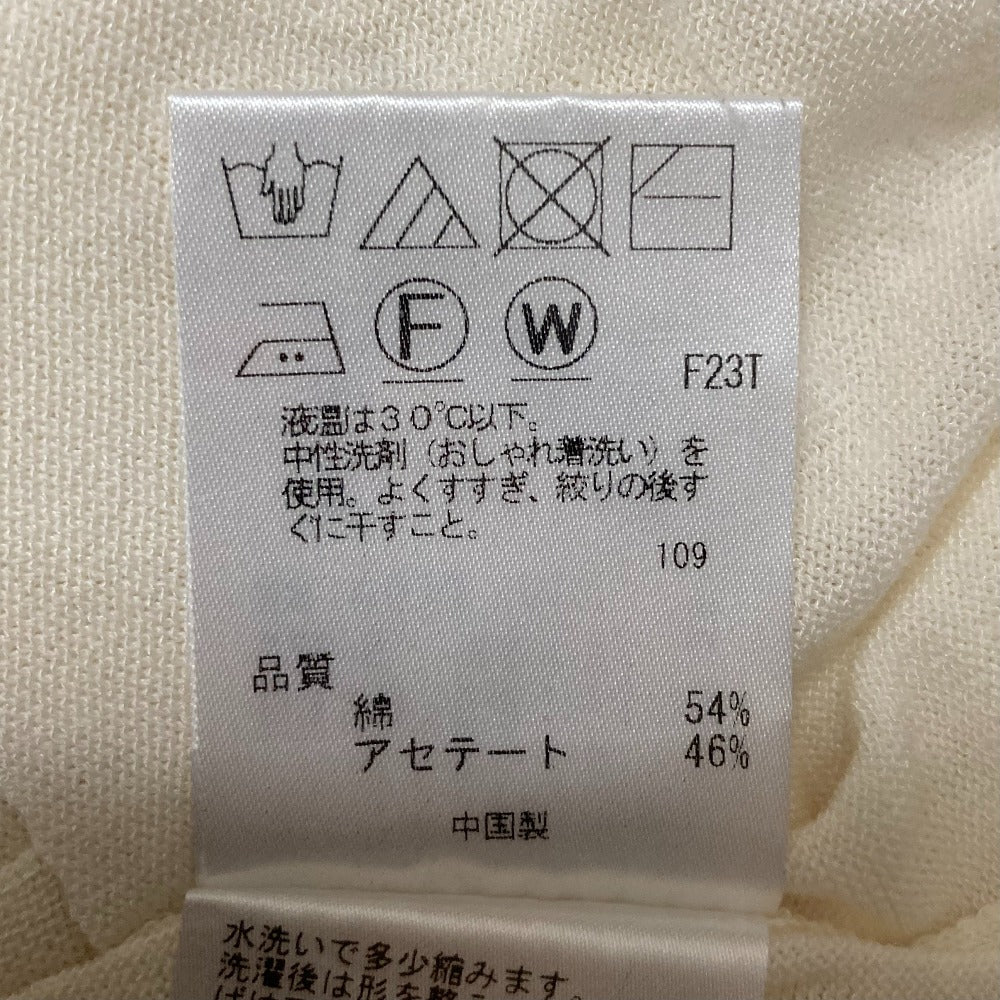 F
W
F23T
液温は30℃以下。
中性洗剤（おしゃれ着洗い）を
使用。よくすすぎ、絞りの後す
ぐに干すこと。
109
品質
綿 54%
アセテート 46%
中国製
水洗いで多少縮みます。
洗濯後は形を整え